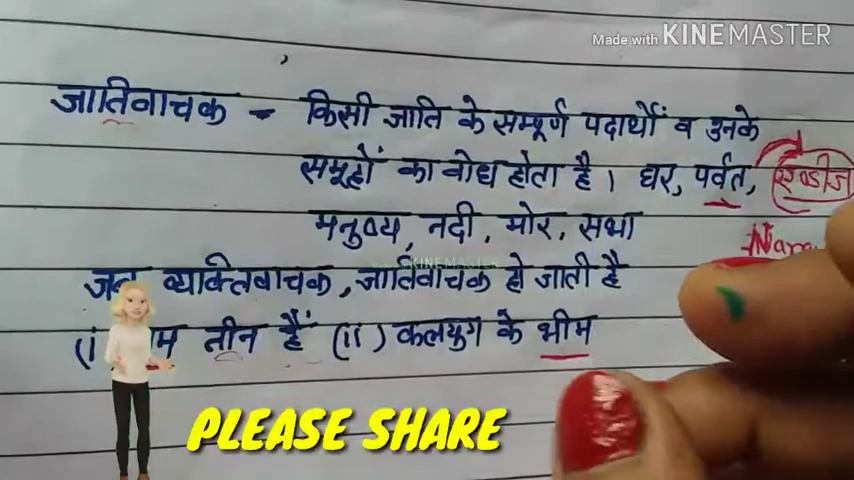 Made with KINEMASTER
जातिवाचक - किसी जाति के सम्पूर्ण पदार्थों व उनके
समूहों का बोध होता है । घर, पर्वत, एण्डीज
मनुष्य, नदी, मोर, सभा
जब व्यक्तिवाचक, जातिवाचक हो जाती है
तीन हैं (II) कलयुग के भीम
PLEASE SHARE